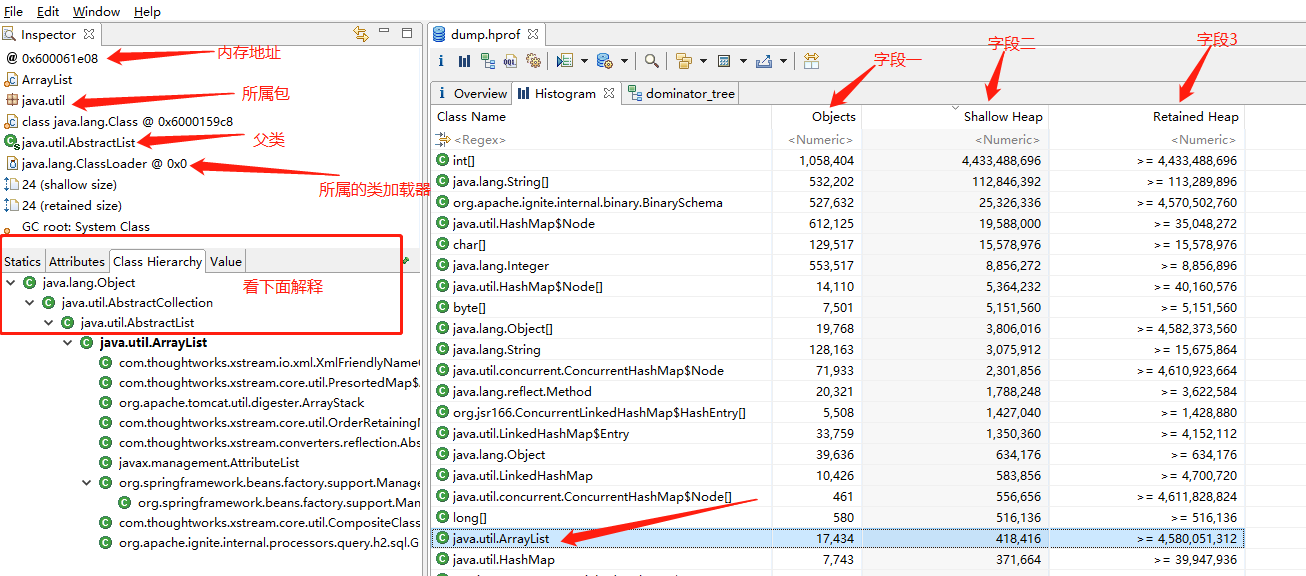 File Edit Window Help
Inspector
@ 0x600061e08
内存地址
ArrayList
java.util
所属包
class java.lang.Class @ 0x6000159c8
java.util.AbstractList
父类
java.lang.ClassLoader @ 0x0
所属的类加载器
24 (shallow size)
24 (retained size)
GC root: System Class
Statics Attributes Class Hierarchy Value
java.lang.Object
看下面解释
java.util.AbstractCollection
java.util.AbstractList
java.util.ArrayList
com.thoughtworks.xstream.io.xml.XmlFriendlyName
com.thoughtworks.xstream.core.util.PresortedMap$
org.apache.tomcat.util.digester.ArrayStack
com.thoughtworks.xstream.core.util.OrderRetaining
com.thoughtworks.xstream.converters.reflection.Abs
javax.management.AttributeList
org.springframework.beans.factory.support.Manage
org.springframework.beans.factory.support.Man
com.thoughtworks.xstream.core.util.CompositeClass
org.apache.ignite.internal.processors.query.h2.sql.G
dump.hprof
字段一
字段二
字段3
i OQL
i Overview Histogram dominator_tree
Class Name Objects Shallow Heap Retained Heap
<Regex> <Numeric> <Numeric> <Numeric>
int[] 1,058,404 4,433,488,696 >= 4,433,488,696
java.lang.String[] 532,202 112,846,392 >= 113,289,896
org.apache.ignite.internal.binary.BinarySchema 527,632 25,326,336 >= 4,570,502,760
java.util.HashMap$Node 612,125 19,588,000 >= 35,048,272
char[] 129,517 15,578,976 >= 15,578,976
java.lang.Integer 553,517 8,856,272 >= 8,856,896
java.util.HashMap$Node[] 14,110 5,364,232 >= 40,160,576
byte[] 7,501 5,151,560 >= 5,151,560
java.lang.Object[] 19,768 3,806,016 >= 4,582,373,560
java.lang.String 128,163 3,075,912 >= 15,675,864
java.util.concurrent.ConcurrentHashMap$Node 71,933 2,301,856 >= 4,610,923,664
java.lang.reflect.Method 20,321 1,788,248 >= 3,622,584
org.jsr166.ConcurrentLinkedHashMap$HashEntry[] 5,508 1,427,040 >= 1,428,880
java.util.LinkedHashMap$Entry 33,759 1,350,360 >= 4,152,112
java.lang.Object 39,636 634,176 >= 634,176
java.util.LinkedHashMap 10,426 583,856 >= 4,700,720
java.util.concurrent.ConcurrentHashMap$Node[] 461 556,656 >= 4,611,828,824
long[] 580 516,136 >= 516,136
java.util.ArrayList 17,434 418,416 >= 4,580,051,312
java.util.HashMap 7,743 371,664 >= 39,947,936